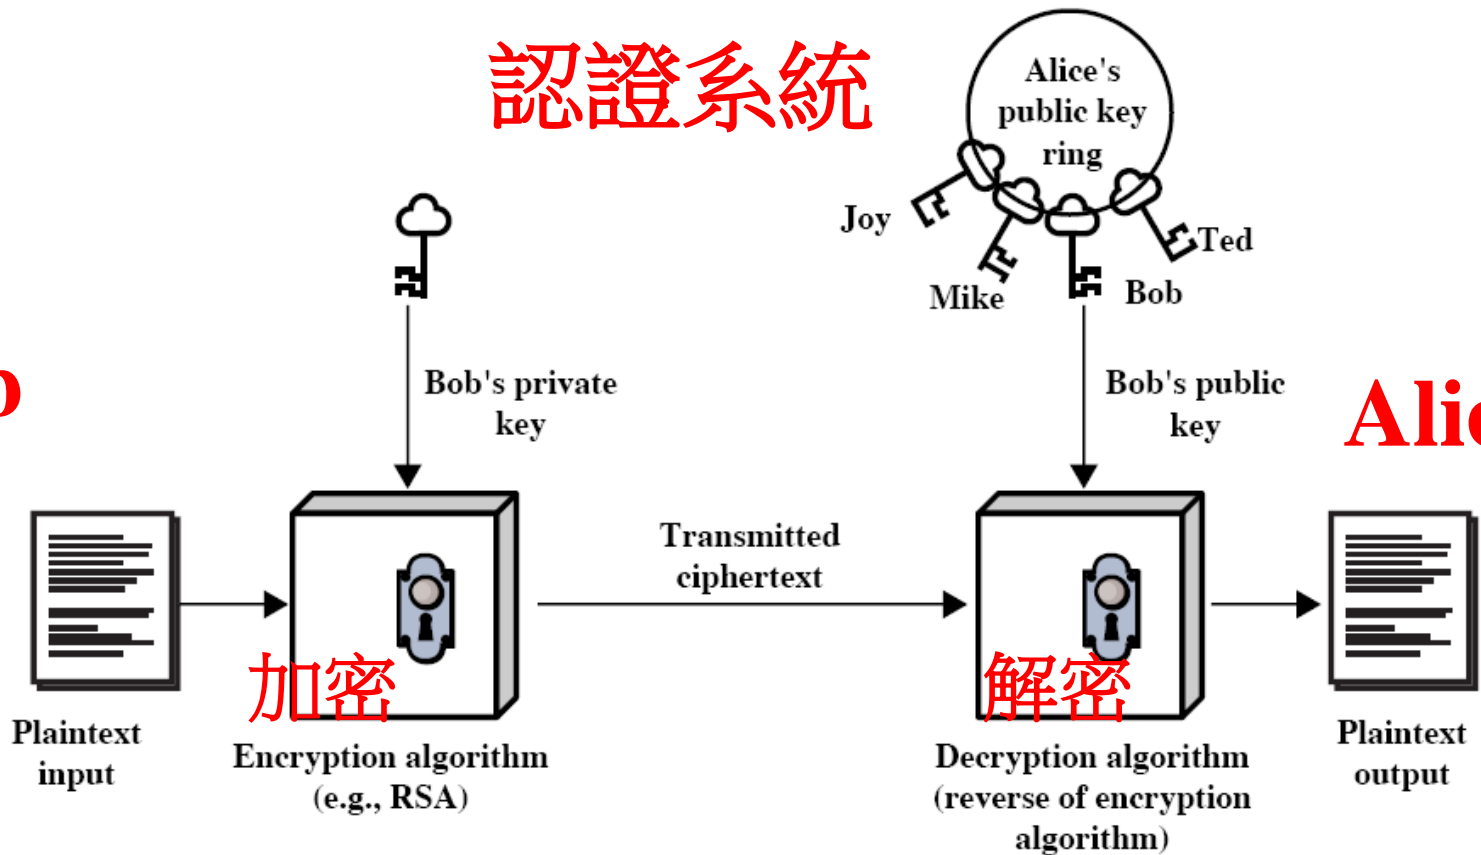 認證系統
Alice's
public key
ring
Joy
Mike
Bob
Ted
Bob's private
key
Bob's public
key
Transmitted
ciphertext
加密
解密
Plaintext
input
Encryption algorithm
(e.g., RSA)
Decryption algorithm
(reverse of encryption
algorithm)
Plaintext
output